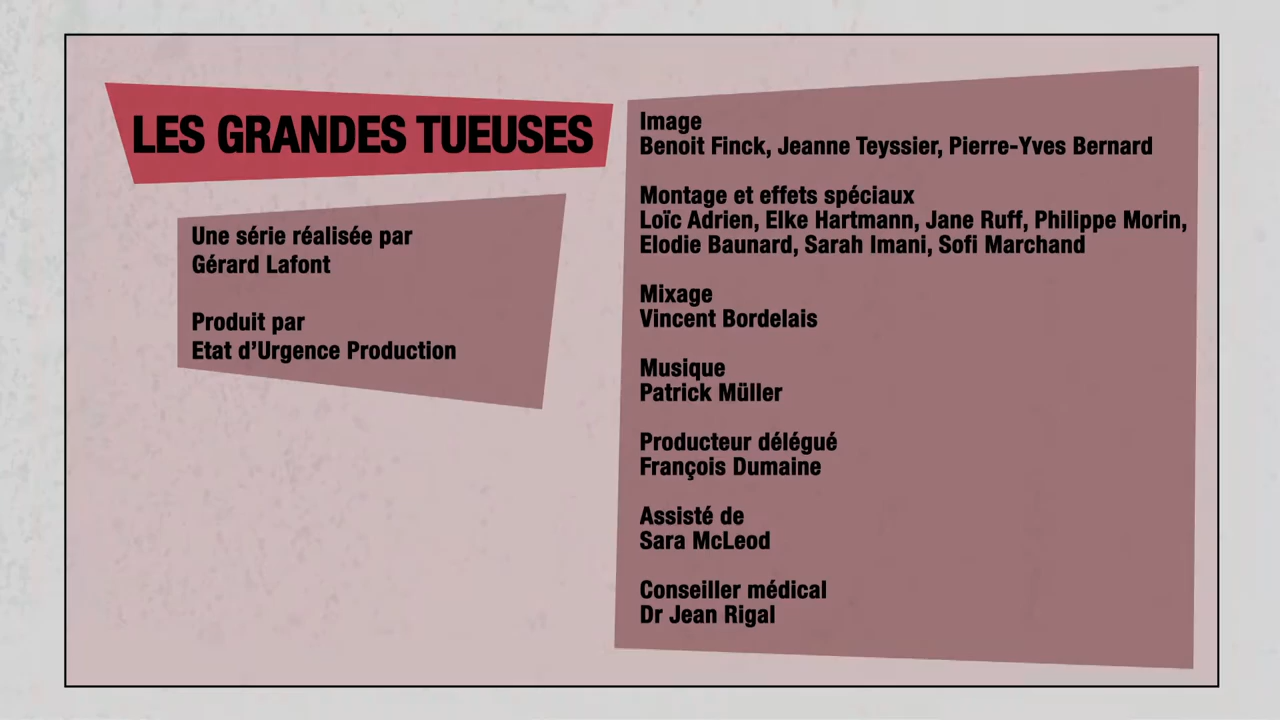 LES GRANDES TUEUSES
Une série réalisée par
Gérard Lafont
Produit par
Etat d’Urgence Production
Image
Benoit Finck, Jeanne Teyssier, Pierre-Yves Bernard
Montage et effets spéciaux
Loïc Adrien, Elke Hartmann, Jane Ruff, Philippe Morin,
Elodie Baunard, Sarah Imani, Sofi Marchand
Mixage
Vincent Bordelais
Musique
Patrick Müller
Producteur délégué
François Dumaine
Assisté de
Sara McLeod
Conseiller médical
Dr Jean Rigal